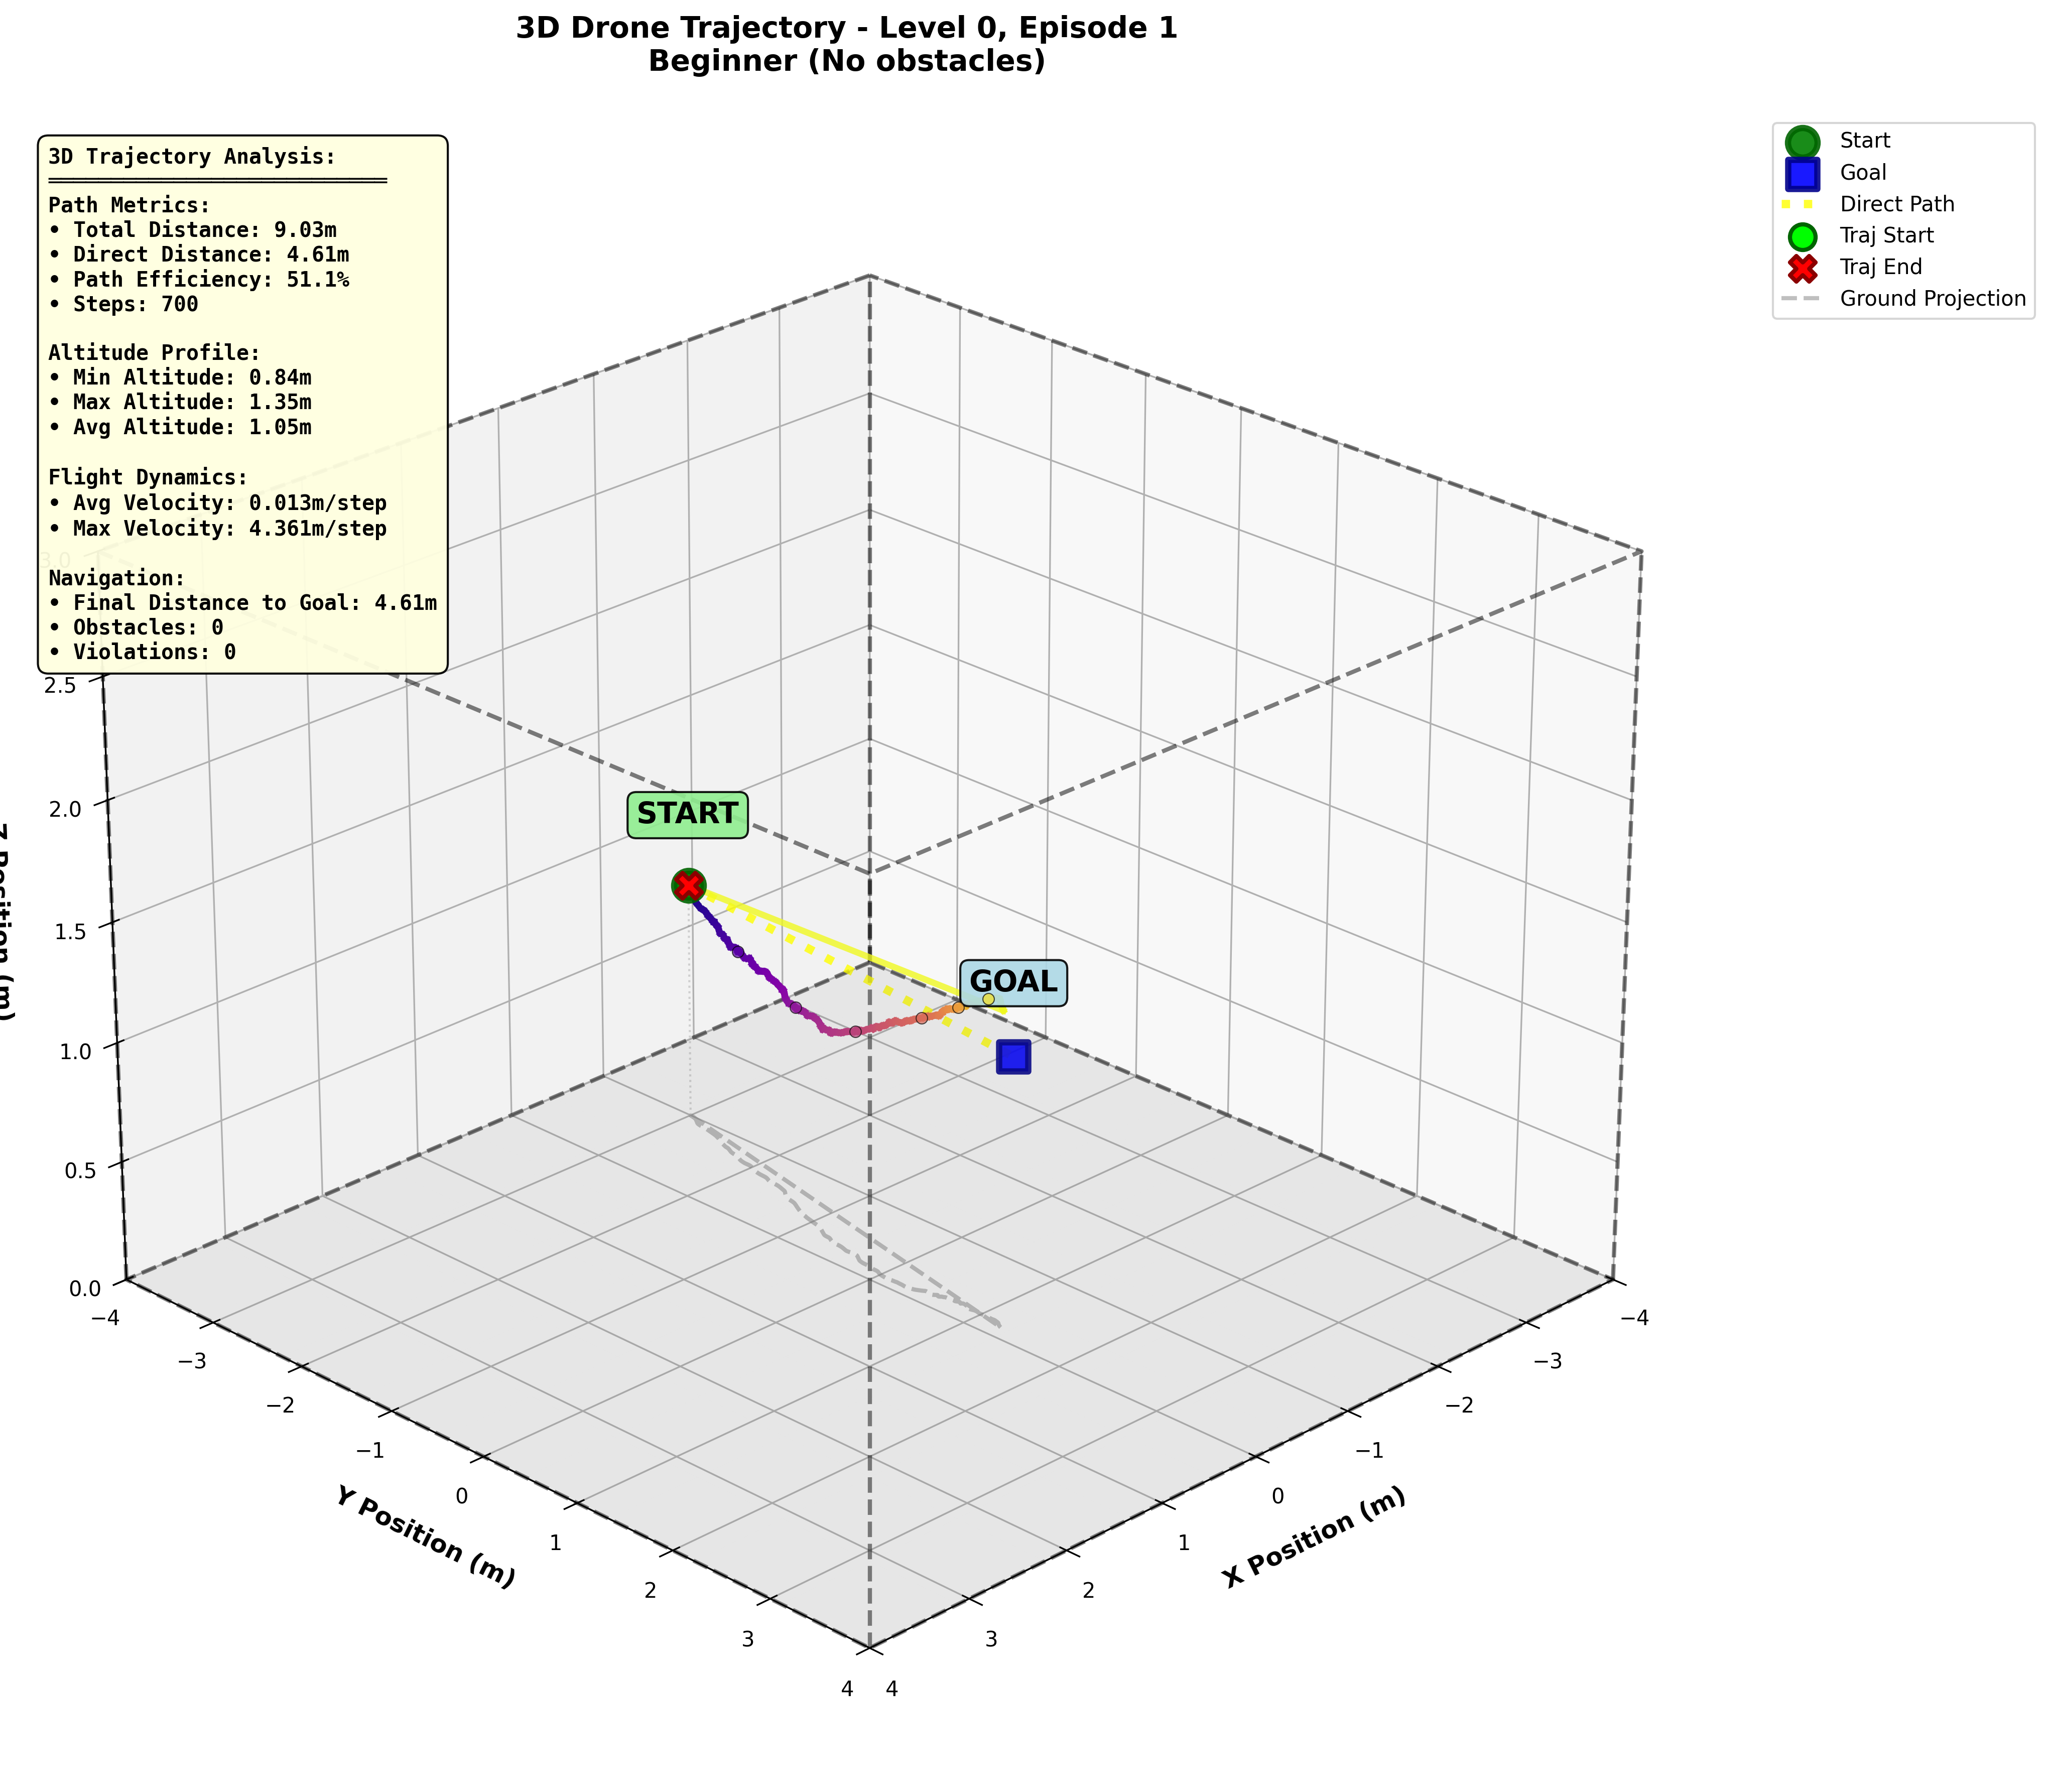 3D Drone Trajectory - Level 0, Episode 1
Beginner (No obstacles)
3D Trajectory Analysis:
═══════════════════════════
Path Metrics:
• Total Distance: 9.03m
• Direct Distance: 4.61m
• Path Efficiency: 51.1%
• Steps: 700
Altitude Profile:
• Min Altitude: 0.84m
• Max Altitude: 1.35m
• Avg Altitude: 1.05m
Flight Dynamics:
• Avg Velocity: 0.013m/step
• Max Velocity: 4.361m/step
Navigation:
• Final Distance to Goal: 4.61m
• Obstacles: 0
• Violations: 0
Start
Goal
Direct Path
Traj Start
Traj End
Ground Projection
START
GOAL
3.0
2.5
2.0
1.5
1.0
0.5
0.0
Z Position (m)
−4
−3
−2
−1
0
1
2
3
4
Y Position (m)
4
3
2
1
0
−1
−2
−3
−4
X Position (m)